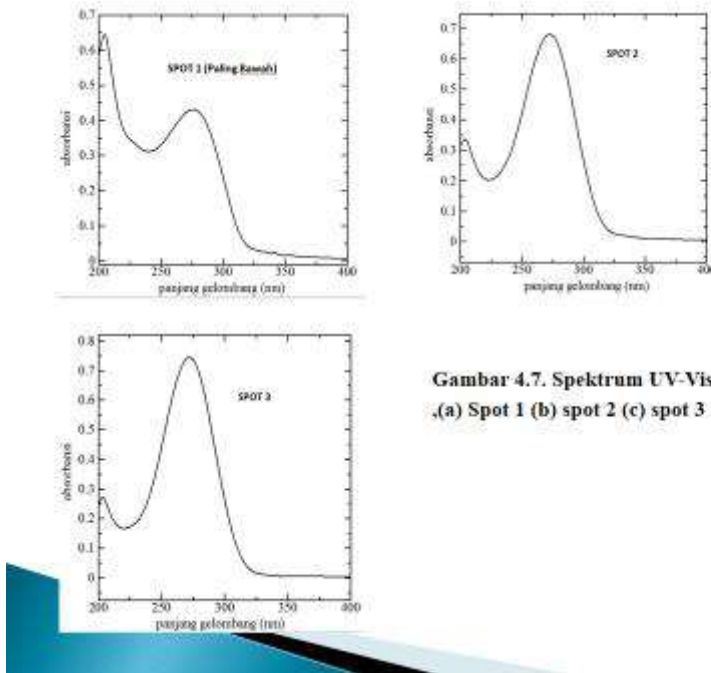 0.7
0.6
0.5
0.4
0.3
0.2
0.1
0
absorbansi
SPOT 1 (Paling Bawah)
200 250 300 350 400
panjang gelombang (nm)
0.7
0.6
0.5
0.4
0.3
0.2
0.1
0
absorbansi
SPOT 2
200 250 300 350 400
panjang gelombang (nm)
0.8
0.7
0.6
0.5
0.4
0.3
0.2
0.1
0
absorbansi
SPOT 3
200 250 300 350 400
panjang gelombang (nm)
Gambar 4.7. Spektrum UV-Vis
,(a) Spot 1 (b) spot 2 (c) spot 3